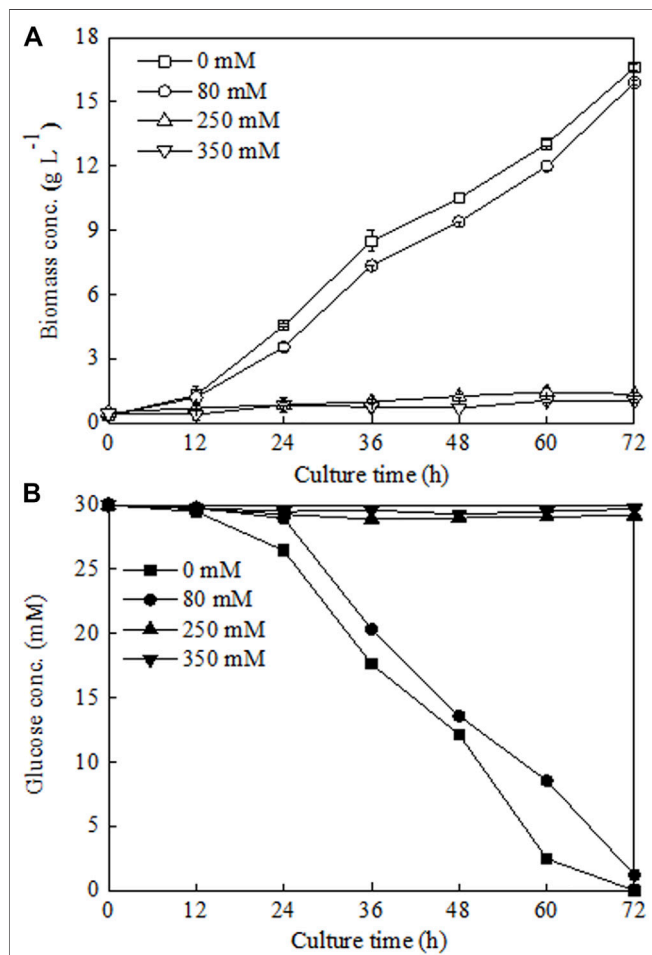 A
18
15
12
9
6
3
0
Biomass conc. (g L⁻¹)
0 mM
80 mM
250 mM
350 mM
0 12 24 36 48 60 72
Culture time (h)
B
30
25
20
15
10
5
0
Glucose conc. (mM)
0 mM
80 mM
250 mM
350 mM
0 12 24 36 48 60 72
Culture time (h)